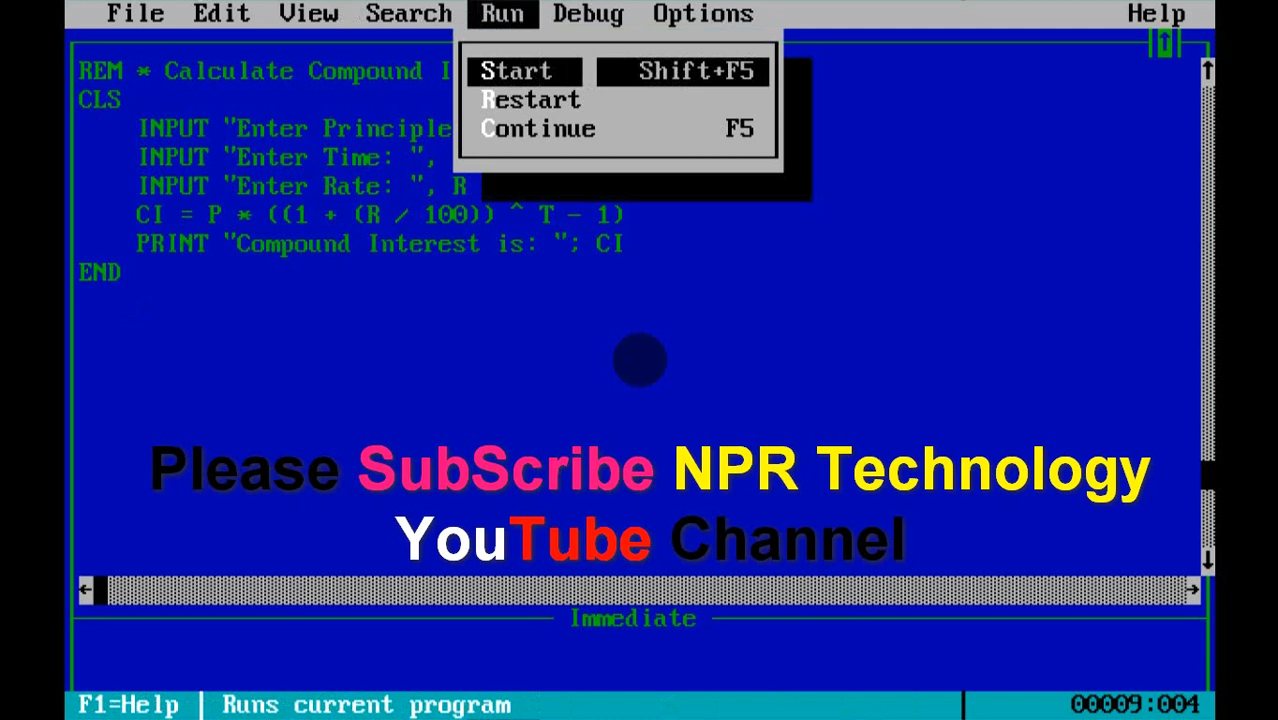 File Edit View Search Run Debug Options Help
REM * Calculate Compound I
Start Shift+F5
CLS
Restart
INPUT "Enter Principle
Continue F5
INPUT "Enter Time: ",
INPUT "Enter Rate: ", R
CI = P * ((1 + (R / 100)) ^ T - 1)
PRINT "Compound Interest is: "; CI
END
Please SubScribe NPR Technology
YouTube Channel
Immediate
F1=Help Runs current program 00009:004